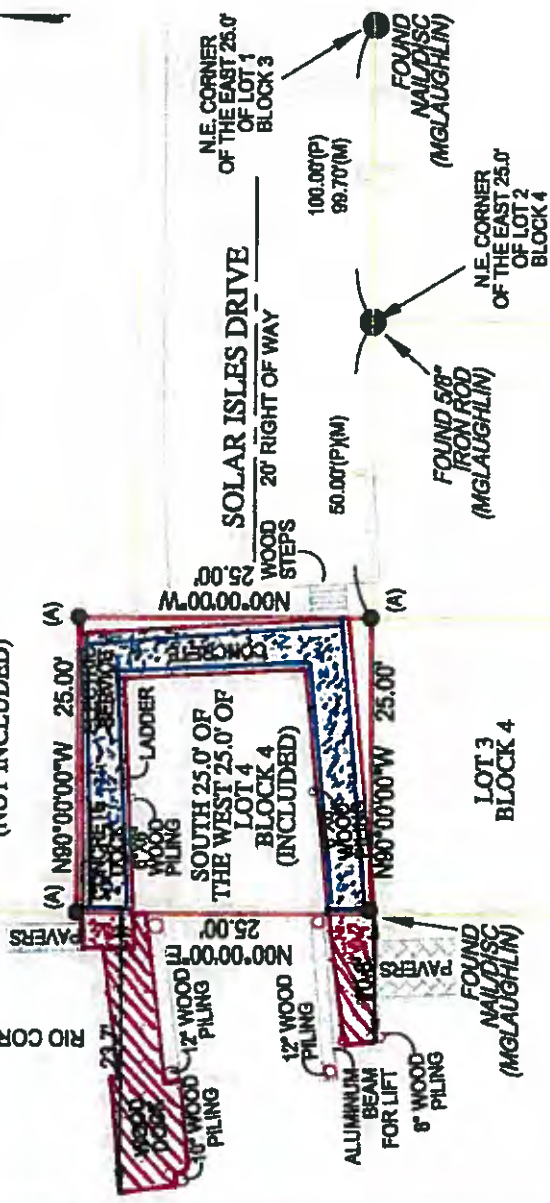 (NOT INCLUDED)
RIO COR
PAVERS
(A)
N90°00'00"W 25.00'
(A)
CONCRETE
DOCK
SERVICE
23.7'
WOOD
DOCK
LADDER
WOOD
PILING
12" WOOD
PILING
10" WOOD
PILING
SOUTH 25.0' OF
THE WEST 25.0' OF
LOT 4
BLOCK 4
(INCLUDED)
CONCRETE
N00°00'00"W
25.00'
N00°00'00"E
25.00'
WOOD
STEPS
SOLAR ISLES DRIVE
20' RIGHT OF WAY
N.E. CORNER
OF THE EAST 25.0'
OF LOT 1
BLOCK 3
12" WOOD
PILING
WOOD
PILING
ALUMINUM
BEAM
FOR LIFT
8" WOOD
PILING
PAVERS
N90°00'00"W 25.00'
(A)
50.00'(P)(M)
100.00'(P)
99.70'(M)
FOUND
NAIL/DISC
(MGLAUGHLIN)
LOT 3
BLOCK 4
FOUND 5/8"
IRON ROD
(MGLAUGHLIN)
N.E. CORNER
OF THE EAST 25.0'
OF LOT 2
BLOCK 4
FOUND
NAIL/DISC
(MGLAUGHLIN)